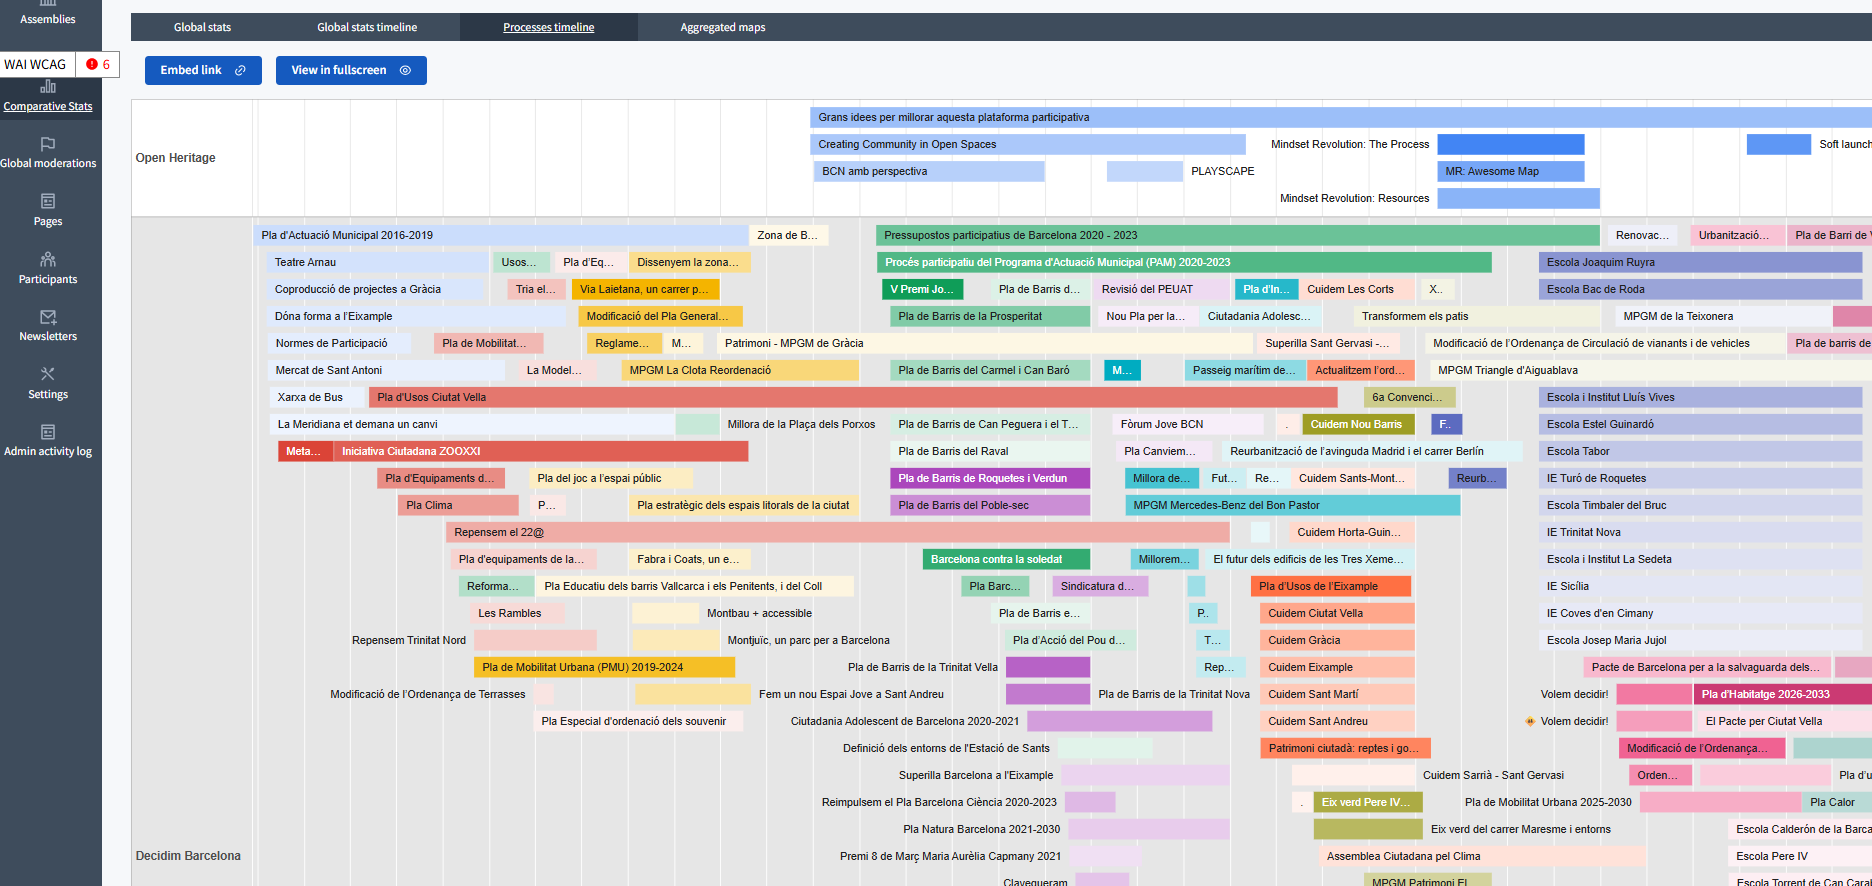 Assemblies
WAI WCAG
6
Comparative Stats
Global moderations
Pages
Participants
Newsletters
Settings
Admin activity log
Global stats
Global stats timeline
Processes timeline
Aggregated maps
Embed link
View in fullscreen
Open Heritage
Grans idees per millorar aquesta plataforma participativa
Creating Community in Open Spaces
Mindset Revolution: The Process
Soft launch
BCN amb perspectiva
PLAYSCAPE
MR: Awesome Map
Mindset Revolution: Resources
Pla d'Actuació Municipal 2016-2019
Zona de B...
Pressupostos participatius de Barcelona 2020 - 2023
Renovac...
Urbanització...
Pla de Barri de V
Teatre Arnau
Usos...
Pla d'Eq...
Dissenyem la zona...
Procés participatiu del Programa d'Actuació Municipal (PAM) 2020-2023
Escola Joaquim Ruyra
Coproducció de projectes a Gràcia
Tria el...
Via Laietana, un carrer p...
V Premi Jo...
Pla de Barris d...
Revisió del PEUAT
Pla d'In...
Cuidem Les Corts
X..
Escola Bac de Roda
Dóna forma a l'Eixample
Modificació del Pla General...
Pla de Barris de la Prosperitat
Nou Pla per la...
Ciutadania Adolesc...
Transformem els patis
MPGM de la Teixonera
Normes de Participació
Pla de Mobilitat...
Reglame...
M...
Patrimoni - MPGM de Gràcia
Superilla Sant Gervasi -...
Modificació de l'Ordenança de Circulació de vianants i de vehicles
Pla de barris de
Mercat de Sant Antoni
La Model...
MPGM La Clota Reordenació
Pla de Barris del Carmel i Can Baró
M...
Passeig marítim de...
Actualitzem l'ord...
MPGM Triangle d'Aiguablava
Xarxa de Bus
Pla d'Usos Ciutat Vella
6a Convenci...
Escola i Institut Lluís Vives
La Meridiana et demana un canvi
Millora de la Plaça dels Porxos
Pla de Barris de Can Peguera i el T...
Fòrum Jove BCN
.
Cuidem Nou Barris
F..
Escola Estel Guinardó
Meta...
Iniciativa Ciutadana ZOOXXI
Pla de Barris del Raval
Pla Canviem...
Reurbanització de l'avinguda Madrid i el carrer Berlín
Escola Tabor
Pla d'Equipaments d...
Pla del joc a l'espai públic
Pla de Barris de Roquetes i Verdun
Millora de...
Fut...
Re...
Cuidem Sants-Mont...
Reurb...
IE Turó de Roquetes
Pla Clima
P...
Pla estratègic dels espais litorals de la ciutat
Pla de Barris del Poble-sec
MPGM Mercedes-Benz del Bon Pastor
Escola Timbaler del Bruc
Repensem el 22@
Cuidem Horta-Guin...
IE Trinitat Nova
Pla d'equipaments de la...
Fabra i Coats, un e...
Barcelona contra la soledat
Millorem...
El futur dels edificis de les Tres Xeme...
Escola i Institut La Sedeta
Reforma...
Pla Educatiu dels barris Vallcarca i els Penitents, i del Coll
Pla Barc...
Sindicatura d...
Pla d'Usos de l'Eixample
IE Sicília
Les Rambles
Montbau + accessible
Pla de Barris e...
P..
Cuidem Ciutat Vella
IE Coves d'en Cimany
Repensem Trinitat Nord
Montjuïc, un parc per a Barcelona
Pla d'Acció del Pou d...
T...
Cuidem Gràcia
Escola Josep Maria Jujol
Pla de Mobilitat Urbana (PMU) 2019-2024
Pla de Barris de la Trinitat Vella
Rep...
Cuidem Eixample
Pacte de Barcelona per a la salvaguarda dels...
Modificació de l'Ordenança de Terrasses
Fem un nou Espai Jove a Sant Andreu
Pla de Barris de la Trinitat Nova
Cuidem Sant Martí
Volem decidir!
Pla d'Habitatge 2026-2033
Pla Especial d'ordenació dels souvenir
Ciutadania Adolescent de Barcelona 2020-2021
Cuidem Sant Andreu
Volem decidir!
El Pacte per Ciutat Vella
Definició dels entorns de l'Estació de Sants
Patrimoni ciutadà: reptes i go...
Modificació de l'Ordenança...
Superilla Barcelona a l'Eixample
Cuidem Sarrià - Sant Gervasi
Orden...
Pla d'u
Reimpulsem el Pla Barcelona Ciència 2020-2023
.
Eix verd Pere IV...
Pla de Mobilitat Urbana 2025-2030
Pla Calor
Pla Natura Barcelona 2021-2030
Eix verd del carrer Maresme i entorns
Escola Calderón de la Barca
Decidim Barcelona
Premi 8 de Març Maria Aurèlia Capmany 2021
Assemblea Ciutadana pel Clima
Escola Pere IV
Clavegueram
MPGM Patrimoni El
Escola Torrent de Can Caral